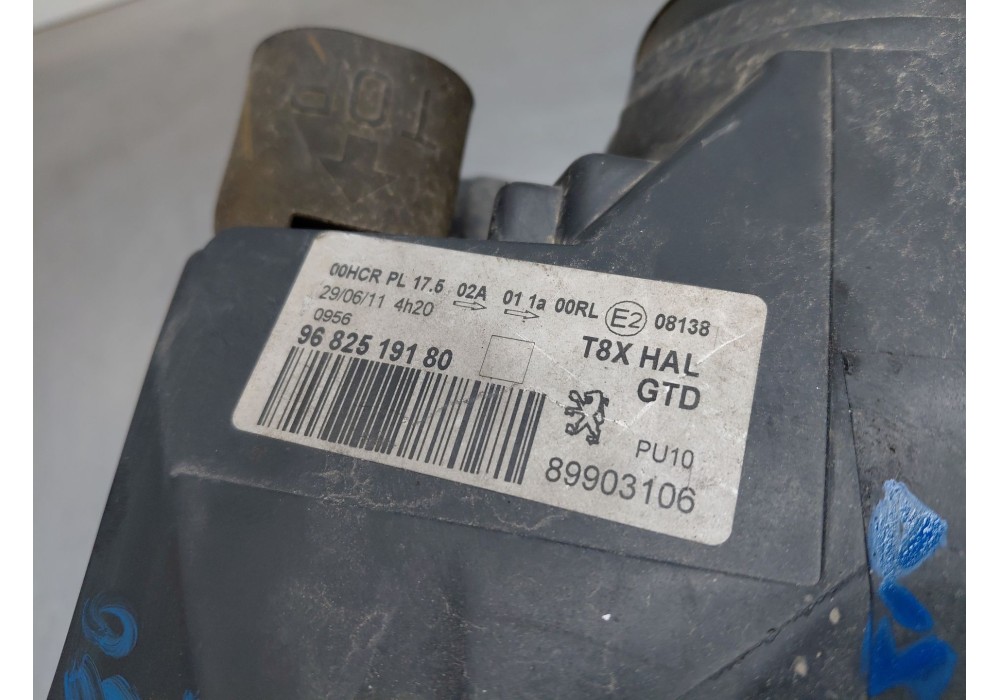 TOP
00HCR PL 17.5 02A 01 1a 00RL E2 08138
29/06/11 4h20
0956
96 825 191 80
T8X HAL
GTD
PU10
89903106